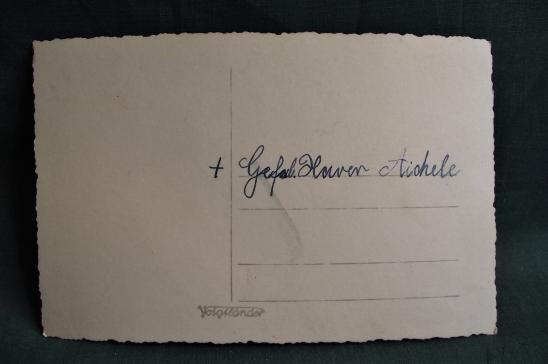 + Gefr. Xaver Aichele
Voigtländer